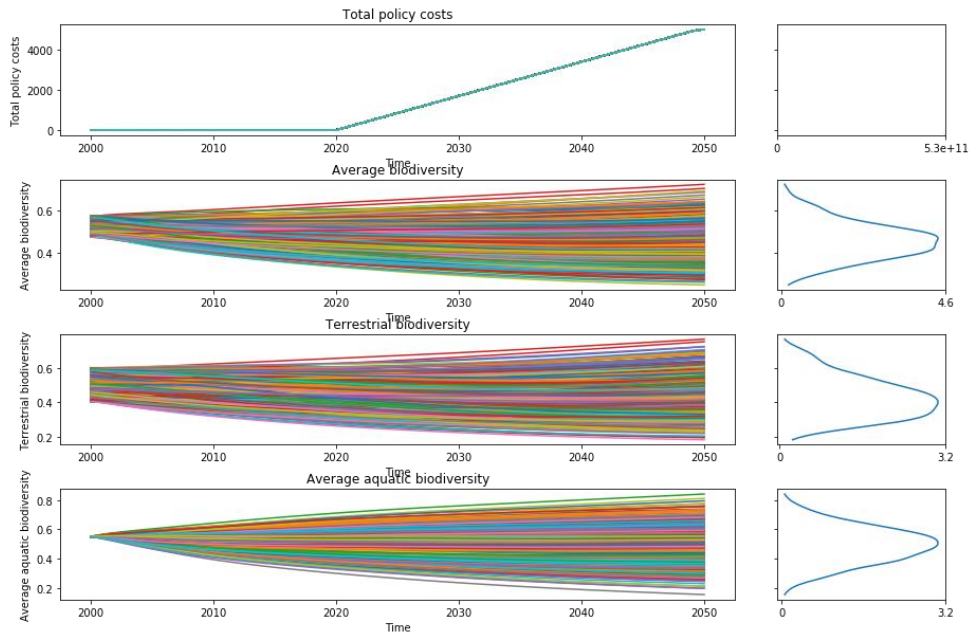 Total policy costs
Total policy costs
4000
2000
0
2000 2010 2020 2030 2040 2050
Time
0 5.3e+11
Average biodiversity
Average biodiversity
0.6
0.4
2000 2010 2020 2030 2040 2050
Time
0 4.6
Terrestrial biodiversity
Terrestrial biodiversity
0.6
0.4
0.2
2000 2010 2020 2030 2040 2050
Time
0 3.2
Average aquatic biodiversity
Average aquatic biodiversity
0.8
0.6
0.4
0.2
2000 2010 2020 2030 2040 2050
Time
0 3.2